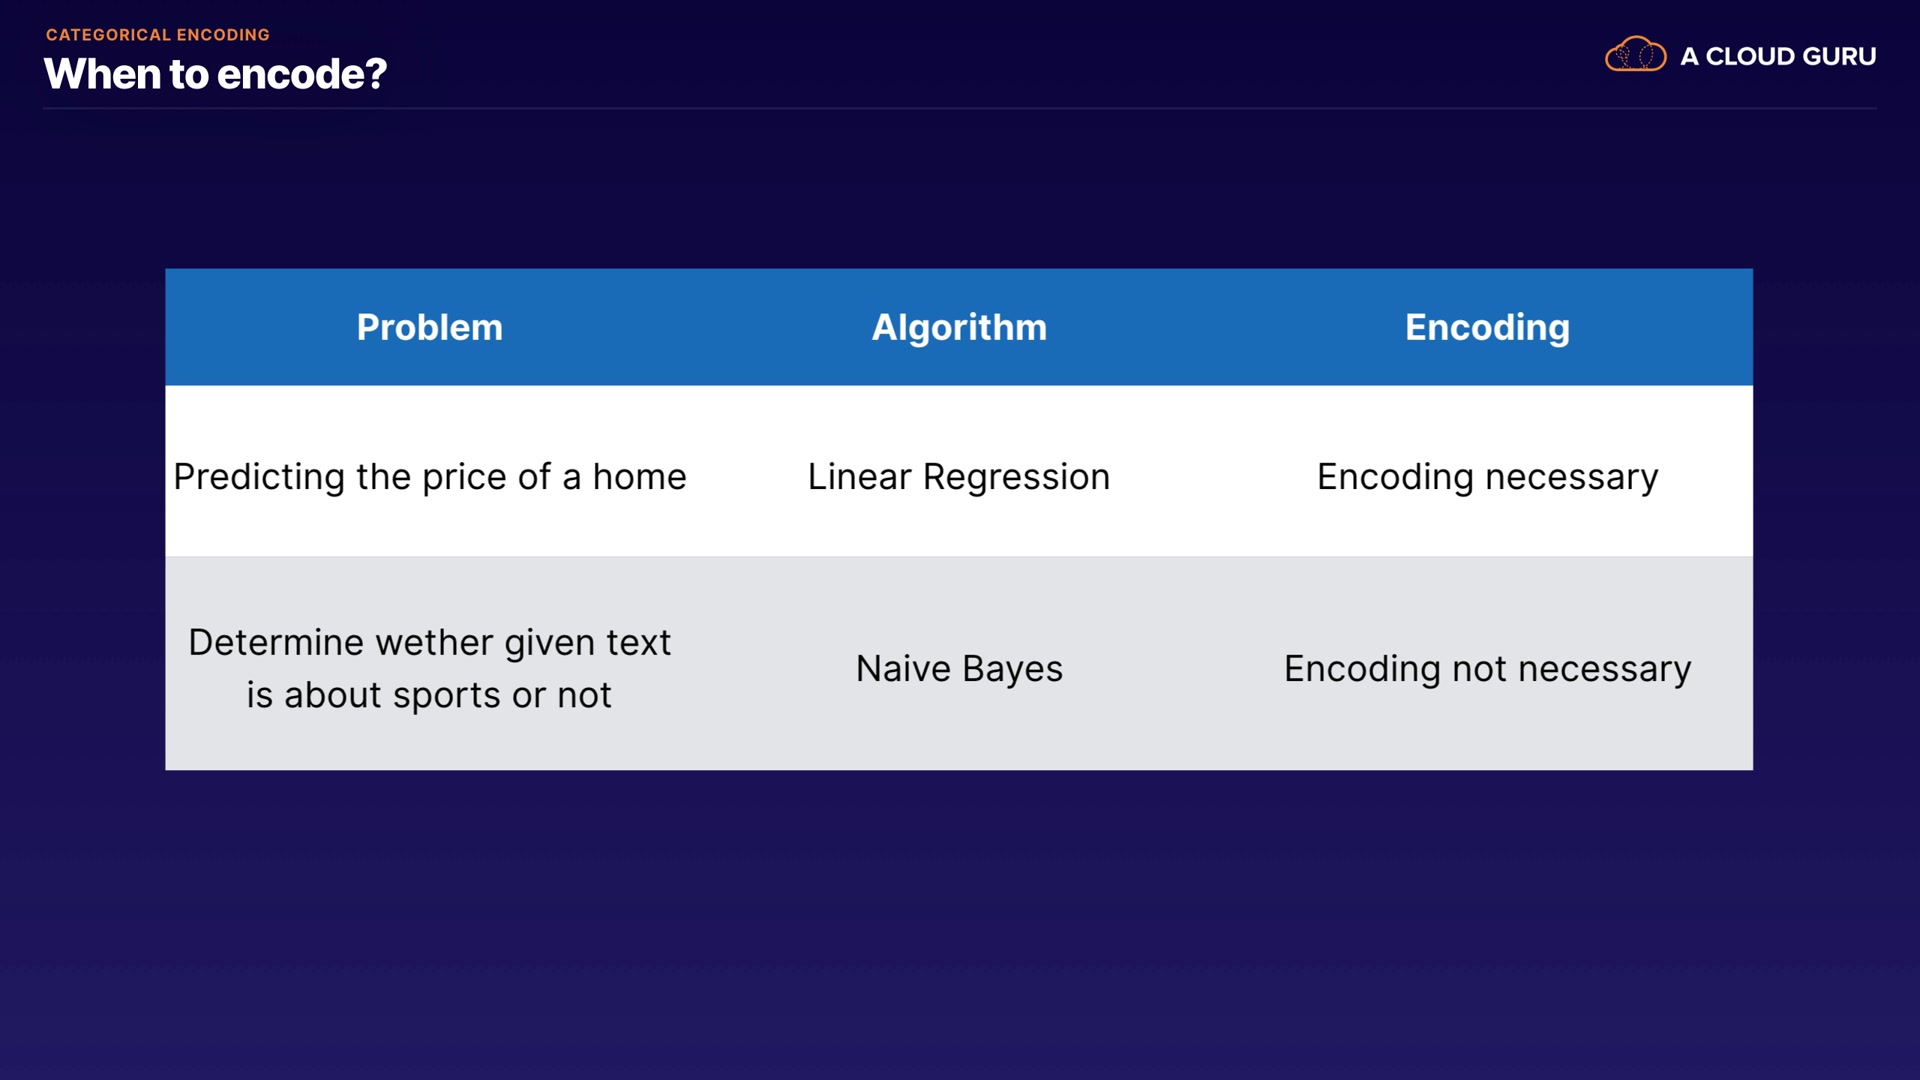 CATEGORICAL ENCODING
When to encode?
A CLOUD GURU
Problem Algorithm Encoding
Predicting the price of a home Linear Regression Encoding necessary
Determine wether given text
is about sports or not
Naive Bayes
Encoding not necessary